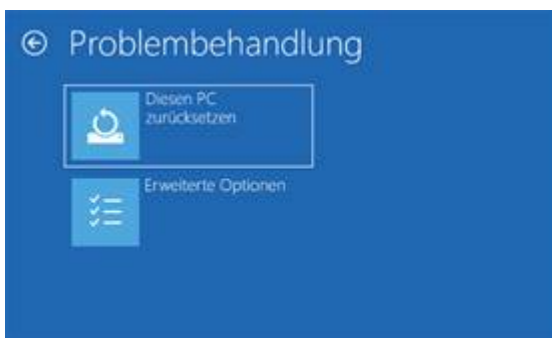 Problembehandlung
Diesen PC
zurücksetzen
Erweiterte Optionen